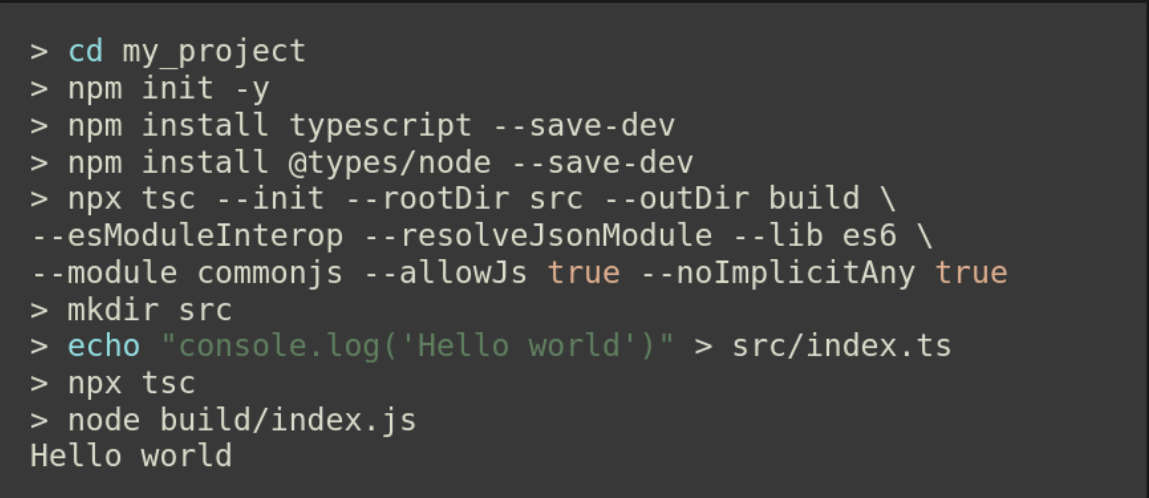 > cd my_project
> npm init -y
> npm install typescript --save-dev
> npm install @types/node --save-dev
> npx tsc --init --rootDir src --outDir build \
--esModuleInterop --resolveJsonModule --lib es6 \
--module commonjs --allowJs true --noImplicitAny true
> mkdir src
> echo "console.log('Hello world')" > src/index.ts
> npx tsc
> node build/index.js
Hello world